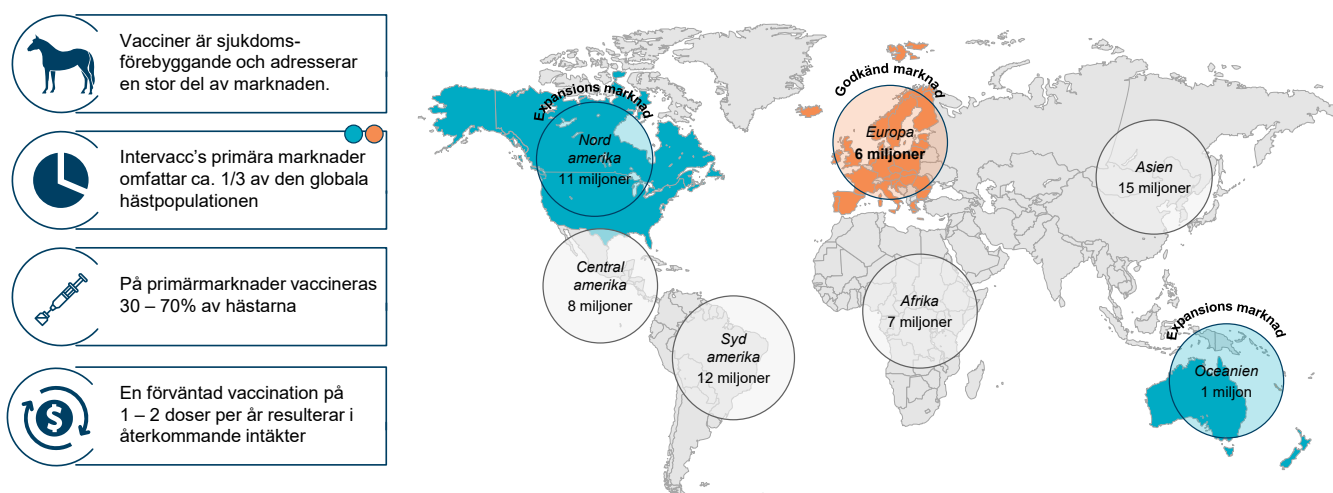 Vacciner är sjukdoms-
förebyggande och adresserar
en stor del av marknaden.
Intervacc's primära marknader
omfattar ca. 1/3 av den globala
hästpopulationen
På primärmarknader vaccineras
30 – 70% av hästarna
En förväntad vaccination på
1 – 2 doser per år resulterar i
återkommande intäkter
$
Expansions marknad
Nord
amerika
11 miljoner
Central
amerika
8 miljoner
Syd
amerika
12 miljoner
Godkänd marknad
Europa
6 miljoner
Afrika
7 miljoner
Asien
15 miljoner
Expansions marknad
Oceanien
1 miljon